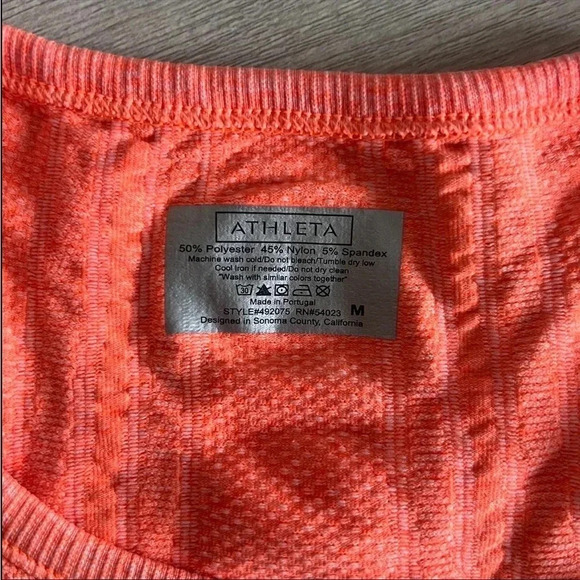 ATHLETA
50% Polyester 45% Nylon 5% Spandex
Machine wash cold/Do not bleach/Tumble dry low
Cool iron if needed/Do not dry clean
"Wash with similar colors together"
30
Made in Portugal
STYLE#492075 RN#54023 M
Designed in Sonoma County, California